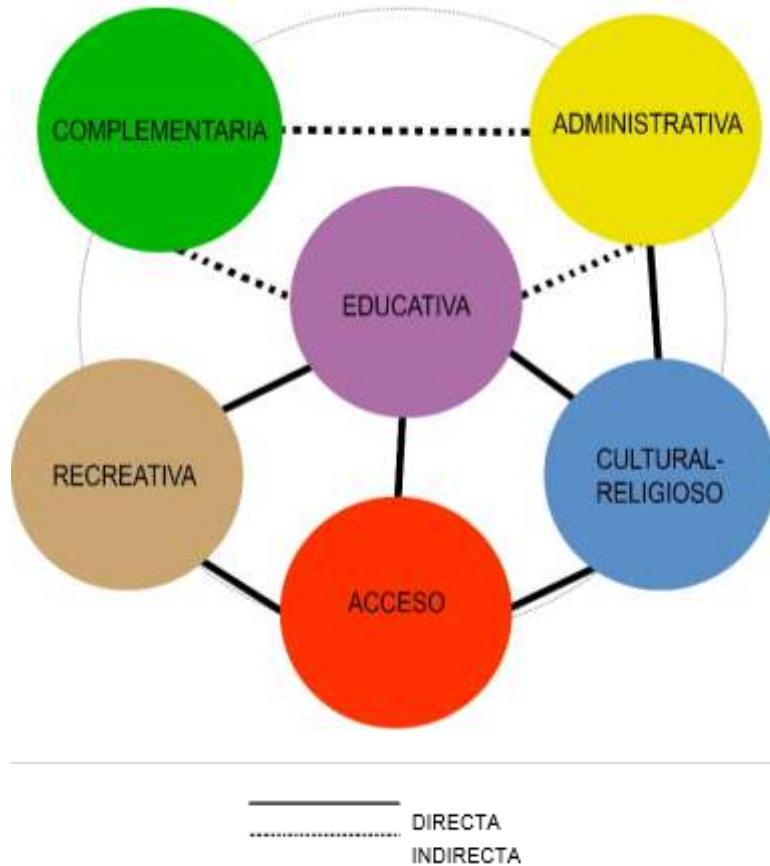 COMPLEMENTARIA
ADMINISTRATIVA
EDUCATIVA
RECREATIVA
CULTURAL-
RELIGIOSO
ACCESO
DIRECTA
INDIRECTA